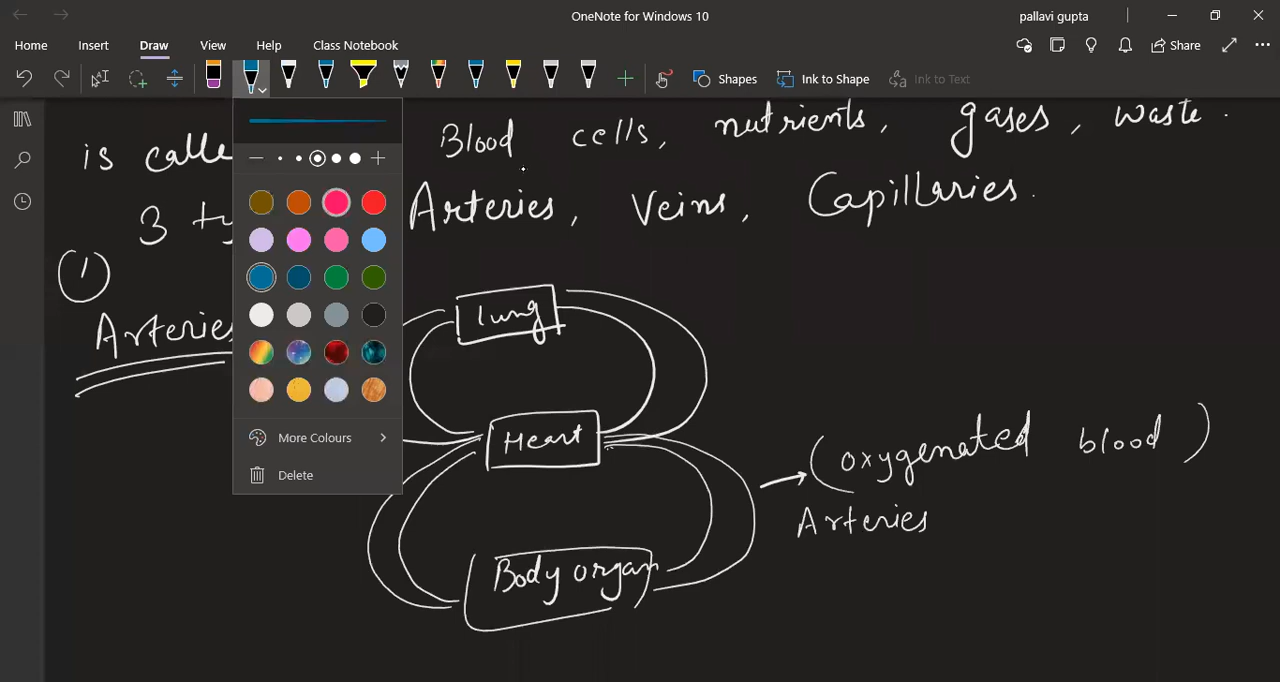 OneNote for Windows 10
pallavi gupta
Home Insert Draw View Help Class Notebook
Share
Shapes Ink to Shape Ink to Text
is calle Blood cells, nutrients, gases, waste.
3 ty Arteries, Veins, Capillaries.
1
Arteries
More Colours
Delete
Lung
Heart
(oxygenated blood)
Arteries
Body organ